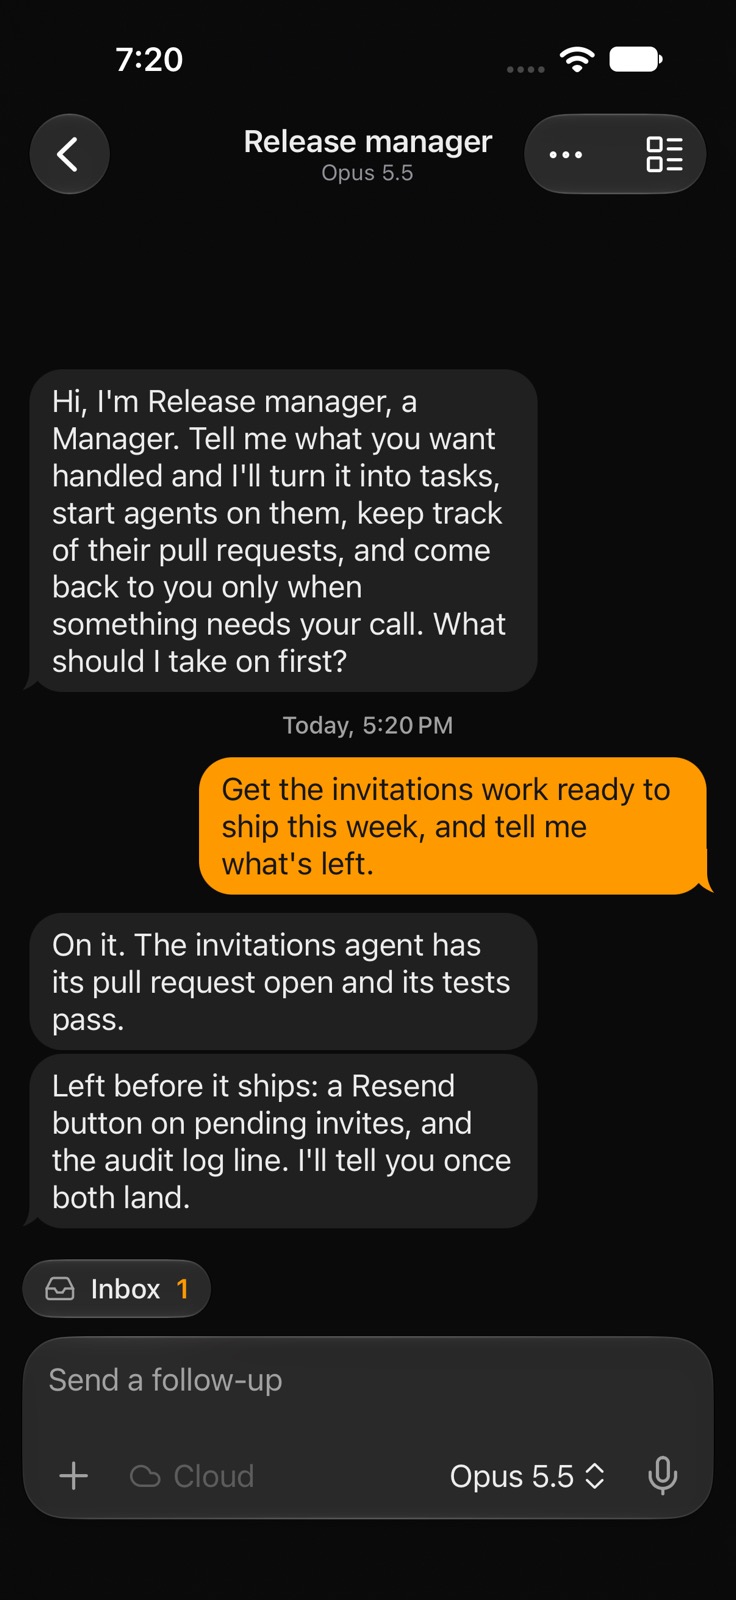 7:20
Release manager
Opus 5.5
Hi, I'm Release manager, a
Manager. Tell me what you want
handled and I'll turn it into tasks,
start agents on them, keep track
of their pull requests, and come
back to you only when
something needs your call. What
should I take on first?
Today, 5:20 PM
Get the invitations work ready to
ship this week, and tell me
what's left.
On it. The invitations agent has
its pull request open and its tests
pass.
Left before it ships: a Resend
button on pending invites, and
the audit log line. I'll tell you once
both land.
Inbox 1
Send a follow-up
Cloud
Opus 5.5